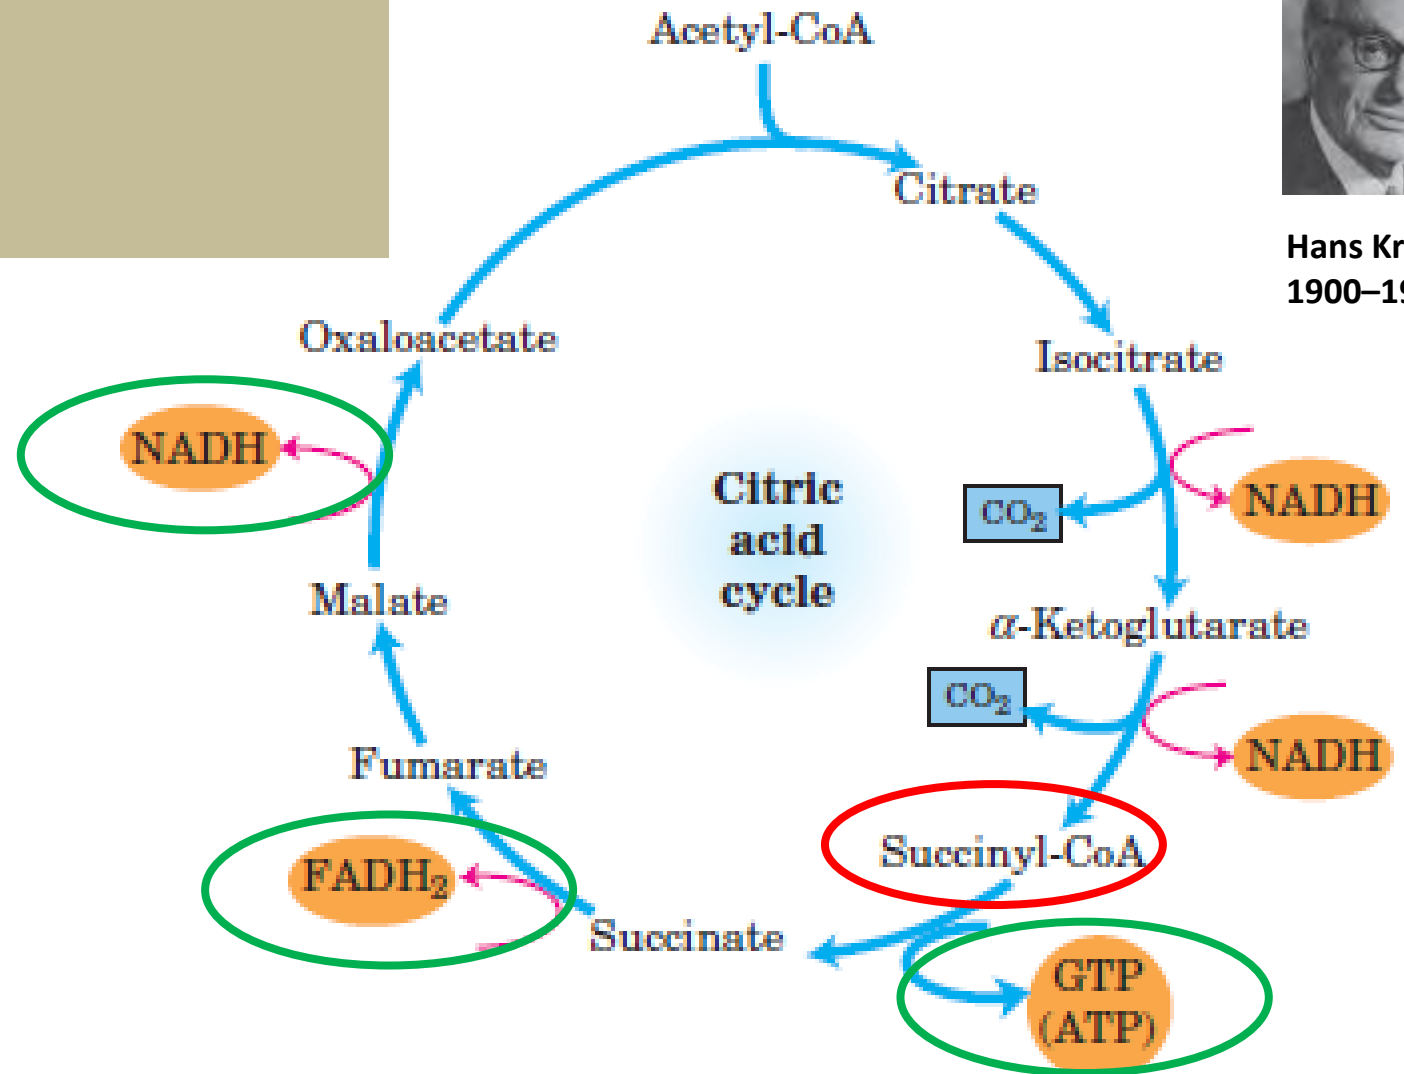 Acetyl-CoA
Citrate
Hans Kr
1900–19
Oxaloacetate
Isocitrate
NADH
Citric
acid
cycle
CO₂
NADH
Malate
α-Ketoglutarate
CO₂
NADH
Fumarate
Succinyl-CoA
FADH₂
Succinate
GTP
(ATP)